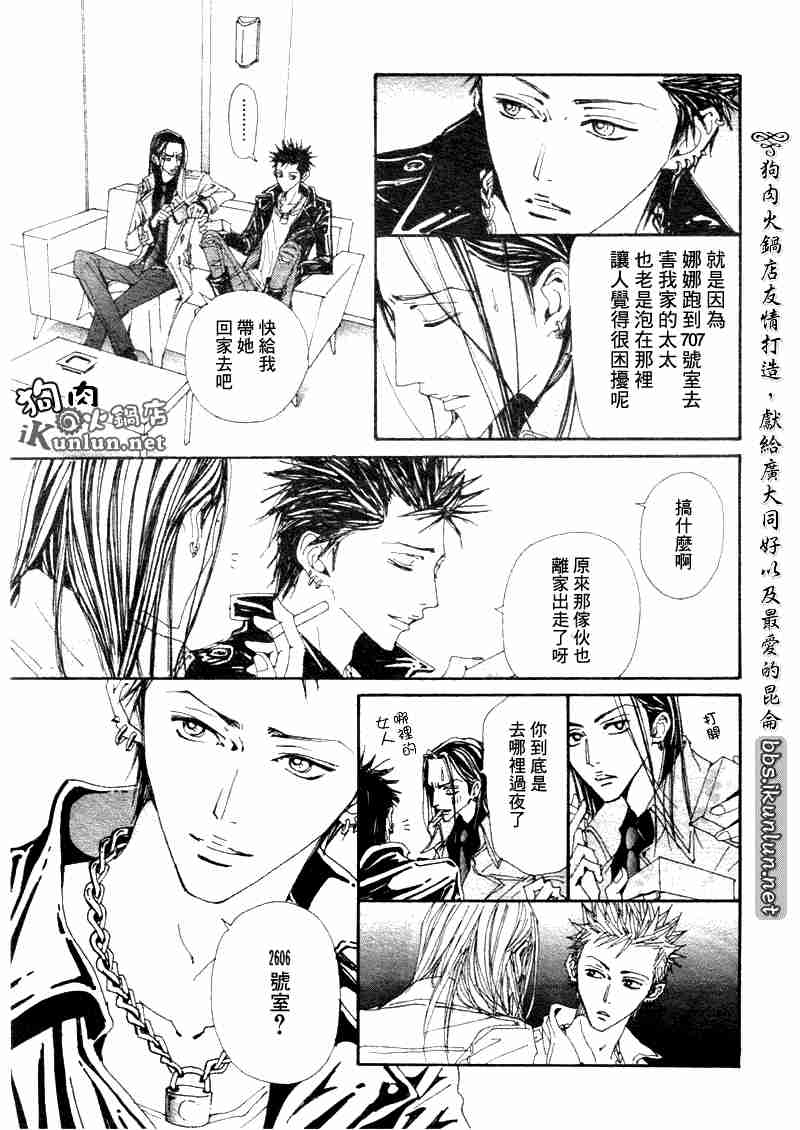 就是因為
娜娜跑到707號室去
害我家的太太
也老是泡在那裡
讓人覺得很困擾呢
………
快給我
帶她
回家去吧
搞什麼啊
原來那傢伙也
離家出走了呀
打開
你到底是
去哪裡過夜了
哪裡的
女人
2606
號室？
狗肉火鍋店
iKunlun.net
狗肉火鍋店友情打造，獻給廣大同好以及最愛的昆侖
bbs.ikunlun.net